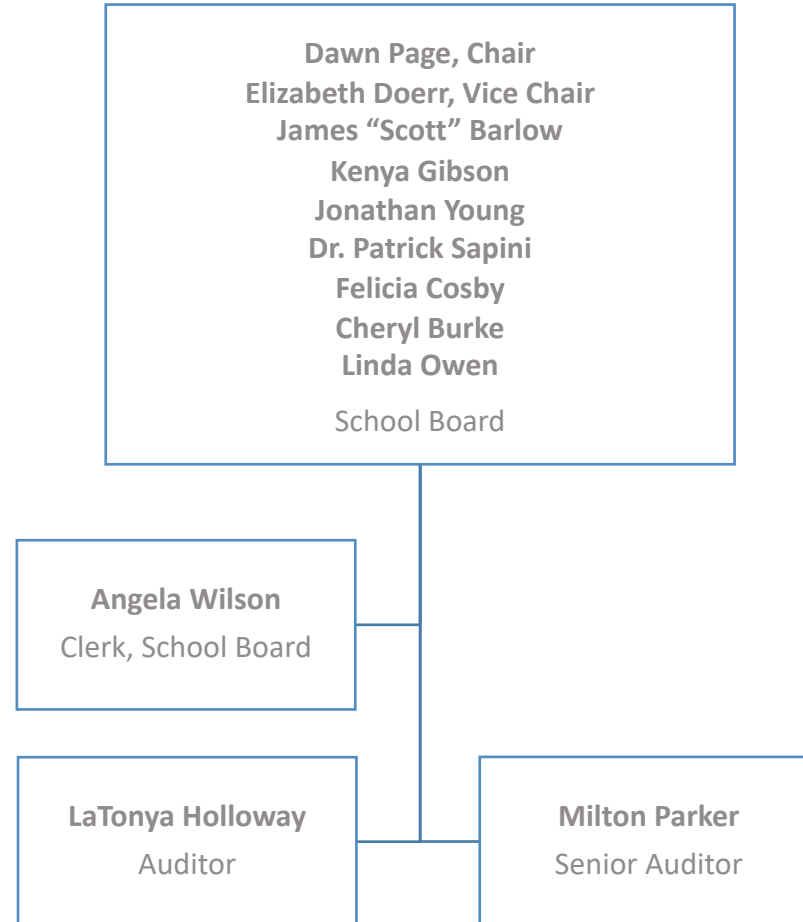 Dawn Page, Chair
Elizabeth Doerr, Vice Chair
James “Scott” Barlow
Kenya Gibson
Jonathan Young
Dr. Patrick Sapini
Felicia Cosby
Cheryl Burke
Linda Owen
School Board
Angela Wilson
Clerk, School Board
LaTonya Holloway
Auditor
Milton Parker
Senior Auditor